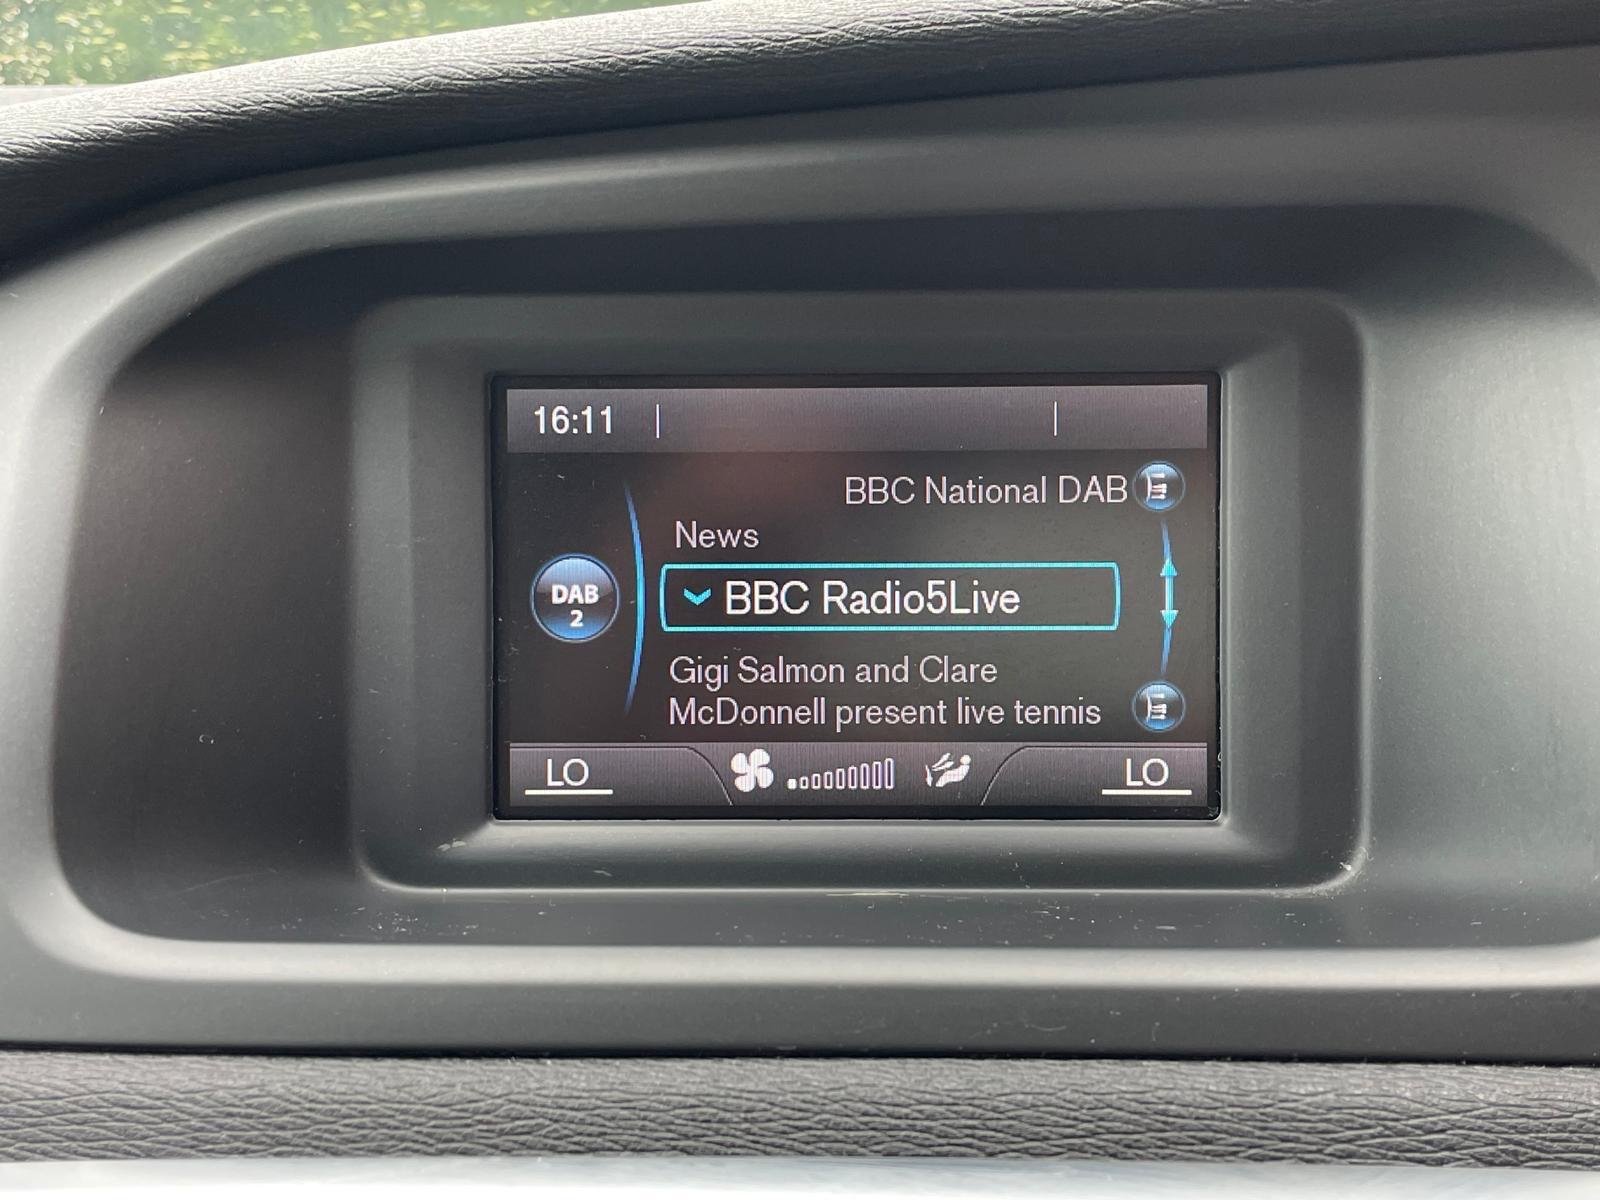 16:11
BBC National DAB
News
DAB
2
BBC Radio5Live
Gigi Salmon and Clare
McDonnell present live tennis
LO
LO